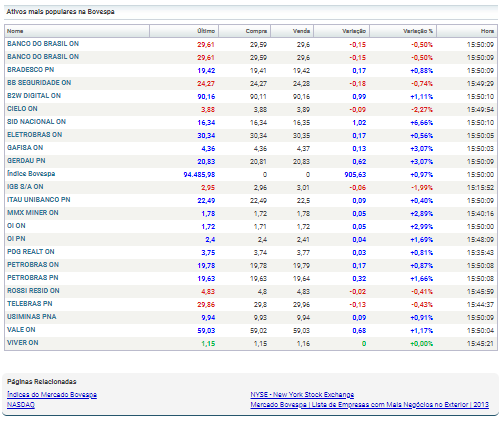 Ativos mais populares na Bovespa
Nome Último Compra Venda Variação Variação % Hora
BANCO DO BRASIL ON 29,61 29,59 29,6 -0,15 -0,50% 15:50:09
BANCO DO BRASIL ON 29,61 29,59 29,6 -0,15 -0,50% 15:50:09
BRADESCO PN 19,42 19,41 19,42 0,17 +0,88% 15:50:09
BB SEGURIDADE ON 24,27 24,27 24,28 -0,18 -0,74% 15:49:29
B2W DIGITAL ON 90,16 90,11 90,16 0,99 +1,11% 15:50:10
CIELO ON 3,88 3,88 3,89 -0,09 -2,27% 15:49:54
SID NACIONAL ON 16,34 16,34 16,35 1,02 +6,66% 15:50:10
ELETROBRAS ON 30,34 30,34 30,35 0,17 +0,56% 15:50:05
GAFISA ON 4,36 4,36 4,37 0,13 +3,07% 15:50:03
GERDAU PN 20,83 20,81 20,83 0,62 +3,07% 15:50:09
Índice Bovespa 94.485,98 0 0 905,63 +0,97% 15:50:00
IGB S/A ON 2,95 2,96 3,01 -0,06 -1,99% 15:15:52
ITAU UNIBANCO PN 22,49 22,49 22,5 0,09 +0,40% 15:50:09
MMX MINER ON 1,78 1,72 1,78 0,05 +2,89% 15:40:16
OI ON 1,72 1,71 1,72 0,05 +2,99% 15:50:00
OI PN 2,4 2,4 2,41 0,04 +1,69% 15:48:09
PDG REALT ON 3,75 3,74 3,77 0,03 +0,81% 15:35:43
PETROBRAS ON 19,78 19,78 19,79 0,17 +0,87% 15:50:08
PETROBRAS PN 19,63 19,63 19,64 0,32 +1,66% 15:50:08
ROSSI RESID ON 4,83 4,8 4,83 -0,02 -0,41% 15:45:59
TELEBRAS PN 29,86 29,8 29,96 -0,13 -0,43% 15:44:37
USIMINAS PNA 9,94 9,93 9,94 0,09 +0,91% 15:50:09
VALE ON 59,03 59,02 59,03 0,68 +1,17% 15:50:04
VIVER ON 1,15 1,15 1,16 0 +0,00% 15:45:21
Páginas Relacionadas
Índices do Mercado Bovespa NYSE - New York Stock Exchange
NASDAQ Mercado Bovespa | Lista de Empresas com Mais Negócios no Exterior | 2013